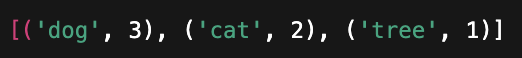 [('dog', 3), ('cat', 2), ('tree', 1)]